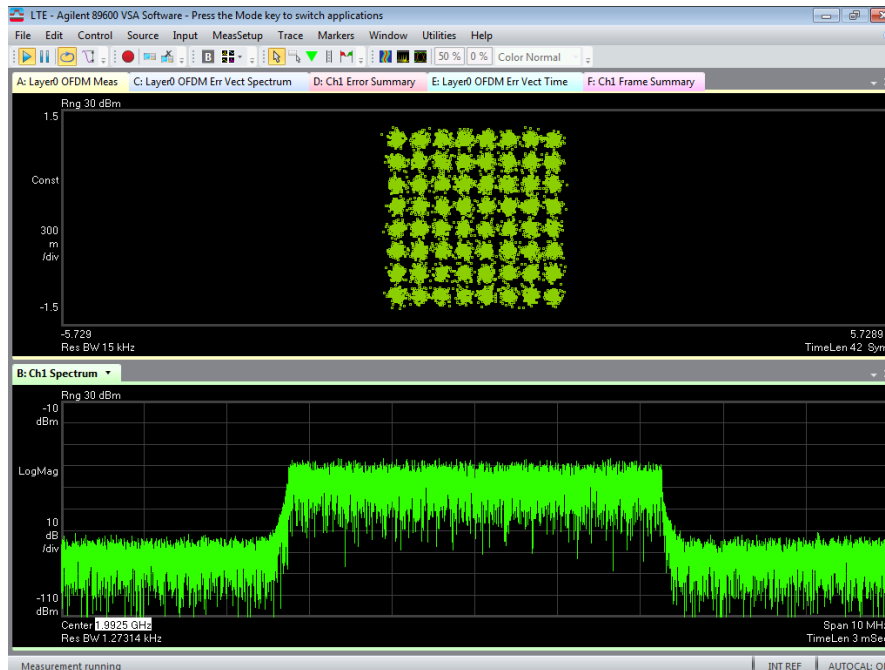 LTE - Agilent 89600 VSA Software - Press the Mode key to switch applications
File Edit Control Source Input MeasSetup Trace Markers Window Utilities Help
B 50 % 0 % Color Normal
A: Layer0 OFDM Meas C: Layer0 OFDM Err Vect Spectrum D: Ch1 Error Summary E: Layer0 OFDM Err Vect Time F: Ch1 Frame Summary
Rng 30 dBm
1.5
Const
300
m
/div
-1.5
-5.729 5.7289
Res BW 15 kHz TimeLen 42 Sym
B: Ch1 Spectrum
Rng 30 dBm
-10
dBm
LogMag
10
dB
/div
-110
dBm
Center 1.9925 GHz Span 10 MHz
Res BW 1.27314 kHz TimeLen 3 mSec
Measurement running INT REF AUTOCAL: